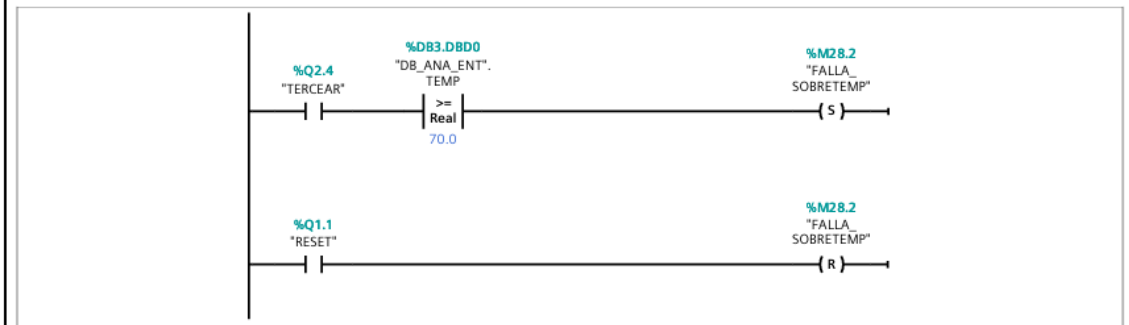 %Q2.4
"TERCEAR"
%DB3.DBD0
"DB_ANA_ENT".
TEMP
>=
Real
70.0
%M28.2
"FALLA_
SOBRETEMP"
S
%Q1.1
"RESET"
%M28.2
"FALLA_
SOBRETEMP"
R